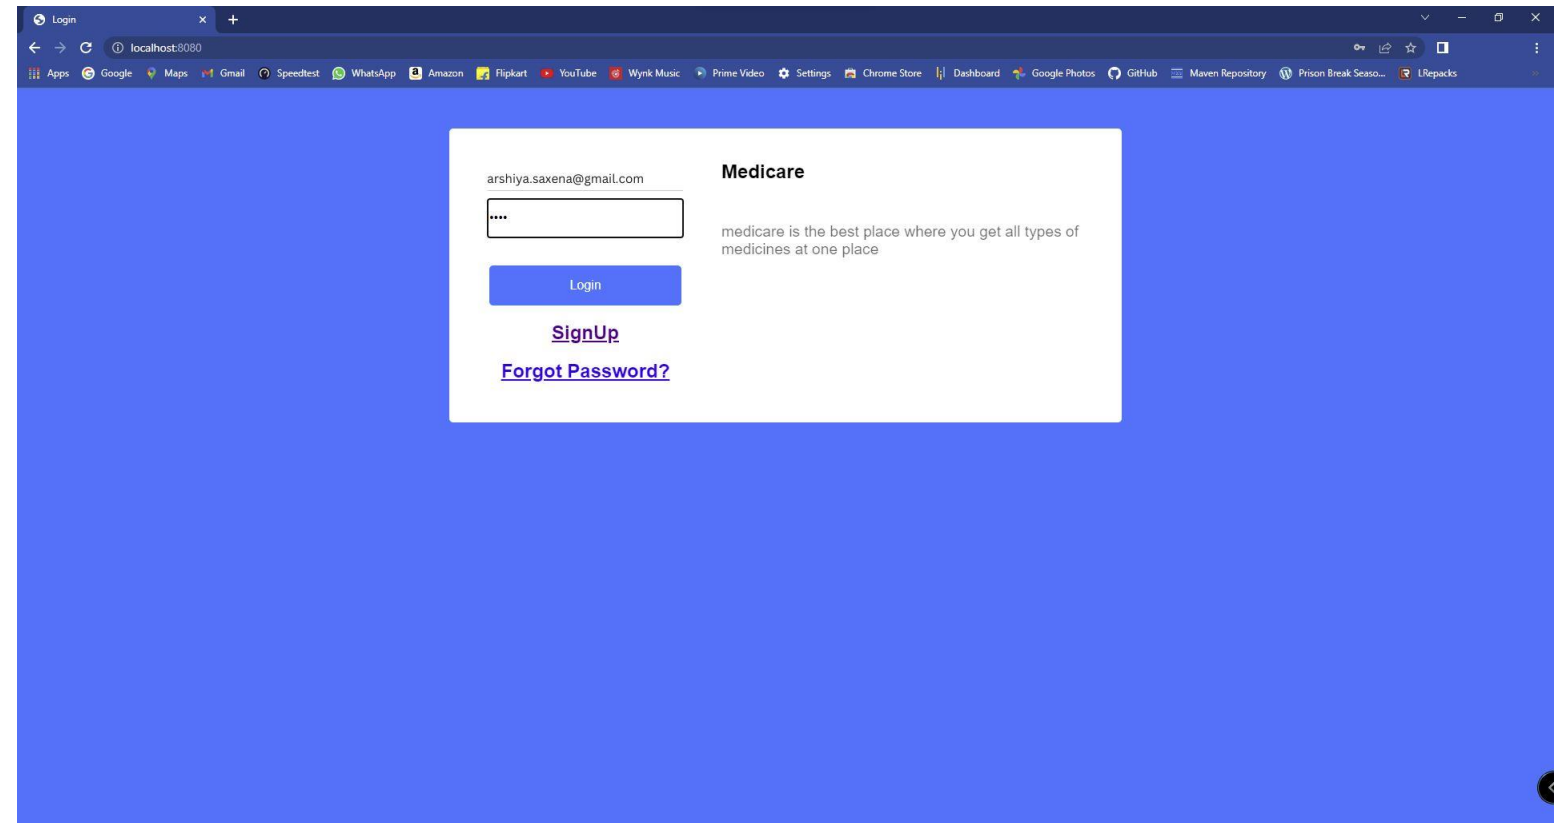 Login
localhost:8080
Apps Google Maps Gmail Speedtest WhatsApp Amazon Flipkart YouTube Wynk Music Prime Video Settings Chrome Store Dashboard Google Photos GitHub Maven Repository Prison Break Seaso... LRepacks
arshiya.saxena@gmail.com
••••
Login
SignUp
Forgot Password?
Medicare
medicare is the best place where you get all types of
medicines at one place